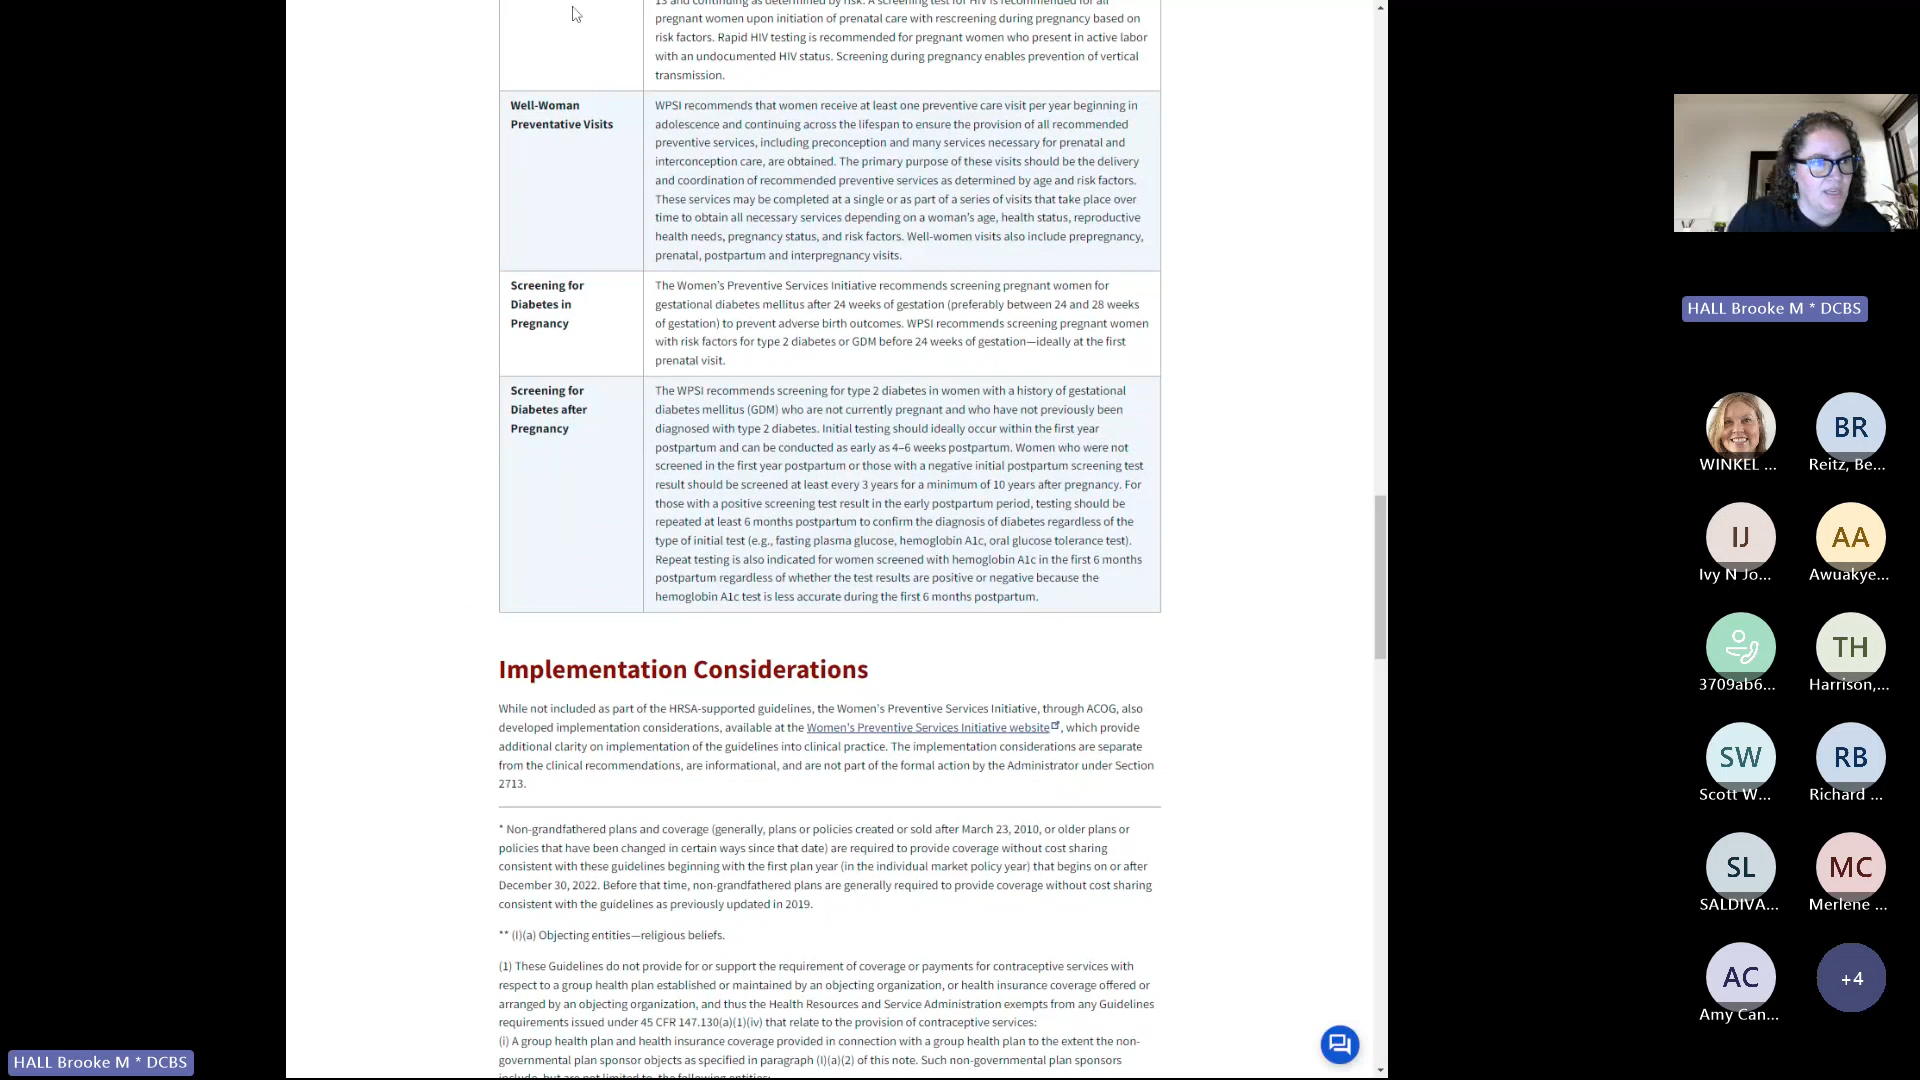 13 and continuing as determined by risk. A screening test for HIV is recommended for all
pregnant women upon initiation of prenatal care with rescreening during pregnancy based on
risk factors. Rapid HIV testing is recommended for pregnant women who present in active labor
with an undocumented HIV status. Screening during pregnancy enables prevention of vertical
transmission.
Well-Woman
Preventative Visits
WPSI recommends that women receive at least one preventive care visit per year beginning in
adolescence and continuing across the lifespan to ensure the provision of all recommended
preventive services, including preconception and many services necessary for prenatal and
interconception care, are obtained. The primary purpose of these visits should be the delivery
and coordination of recommended preventive services as determined by age and risk factors.
These services may be completed at a single or as part of a series of visits that take place over
time to obtain all necessary services depending on a woman's age, health status, reproductive
health needs, pregnancy status, and risk factors. Well-women visits also include prepregnancy,
prenatal, postpartum and interpregnancy visits.
Screening for
Diabetes in
Pregnancy
The Women's Preventive Services Initiative recommends screening pregnant women for
gestational diabetes mellitus after 24 weeks of gestation (preferably between 24 and 28 weeks
of gestation) to prevent adverse birth outcomes. WPSI recommends screening pregnant women
with risk factors for type 2 diabetes or GDM before 24 weeks of gestation—ideally at the first
prenatal visit.
Screening for
Diabetes after
Pregnancy
The WPSI recommends screening for type 2 diabetes in women with a history of gestational
diabetes mellitus (GDM) who are not currently pregnant and who have not previously been
diagnosed with type 2 diabetes. Initial testing should ideally occur within the first year
postpartum and can be conducted as early as 4–6 weeks postpartum. Women who were not
screened in the first year postpartum or those with a negative initial postpartum screening test
result should be screened at least every 3 years for a minimum of 10 years after pregnancy. For
those with a positive screening test result in the early postpartum period, testing should be
repeated at least 6 months postpartum to confirm the diagnosis of diabetes regardless of the
type of initial test (e.g., fasting plasma glucose, hemoglobin A1c, oral glucose tolerance test).
Repeat testing is also indicated for women screened with hemoglobin A1c in the first 6 months
postpartum regardless of whether the test results are positive or negative because the
hemoglobin A1c test is less accurate during the first 6 months postpartum.
Implementation Considerations
While not included as part of the HRSA-supported guidelines, the Women's Preventive Services Initiative, through ACOG, also
developed implementation considerations, available at the Women's Preventive Services Initiative website, which provide
additional clarity on implementation of the guidelines into clinical practice. The implementation considerations are separate
from the clinical recommendations, are informational, and are not part of the formal action by the Administrator under Section
2713.
* Non-grandfathered plans and coverage (generally, plans or policies created or sold after March 23, 2010, or older plans or
policies that have been changed in certain ways since that date) are required to provide coverage without cost sharing
consistent with these guidelines beginning with the first plan year (in the individual market policy year) that begins on or after
December 30, 2022. Before that time, non-grandfathered plans are generally required to provide coverage without cost sharing
consistent with the guidelines as previously updated in 2019.
** (I)(a) Objecting entities—religious beliefs.
(1) These Guidelines do not provide for or support the requirement of coverage or payments for contraceptive services with
respect to a group health plan established or maintained by an objecting organization, or health insurance coverage offered or
arranged by an objecting organization, and thus the Health Resources and Service Administration exempts from any Guidelines
requirements issued under 45 CFR 147.130(a)(1)(iv) that relate to the provision of contraceptive services:
(i) A group health plan and health insurance coverage provided in connection with a group health plan to the extent the non-
governmental plan sponsor objects as specified in paragraph (I)(a)(2) of this note. Such non-governmental plan sponsors
include, but are not limited to, the following entities:
HALL Brooke M * DCBS
WINKEL ...
BR
Reitz, Be...
IJ
Ivy N Jo...
AA
Awuakye...
3709ab6...
TH
Harrison,...
SW
Scott W...
RB
Richard ...
SL
SALDIVA...
MC
Merlene ...
AC
Amy Can...
+4
HALL Brooke M * DCBS